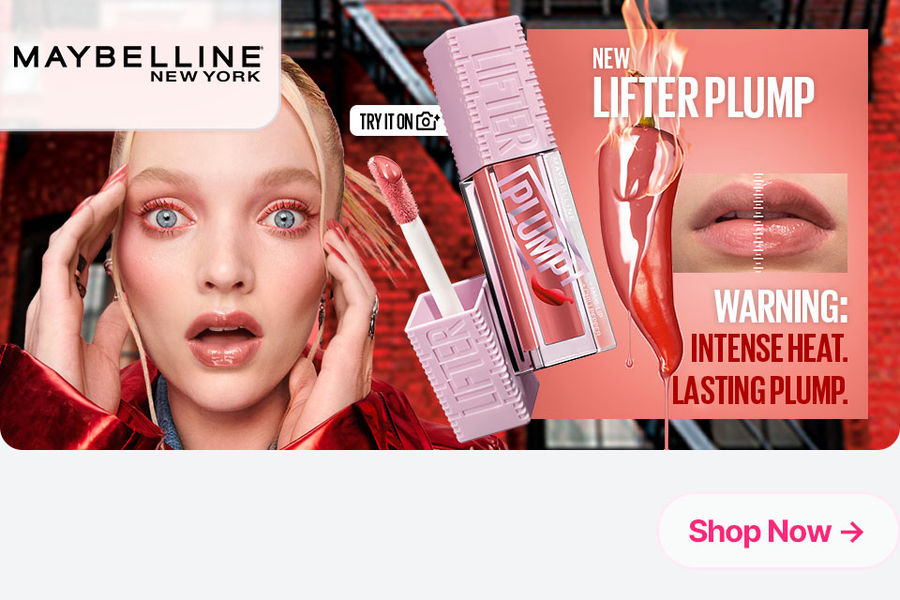 MAYBELLINE
NEW YORK
TRY IT ON
LIFTER
PLUMP
LIFTER
NEW
LIFTER PLUMP
WARNING:
INTENSE HEAT.
LASTING PLUMP.
Shop Now →